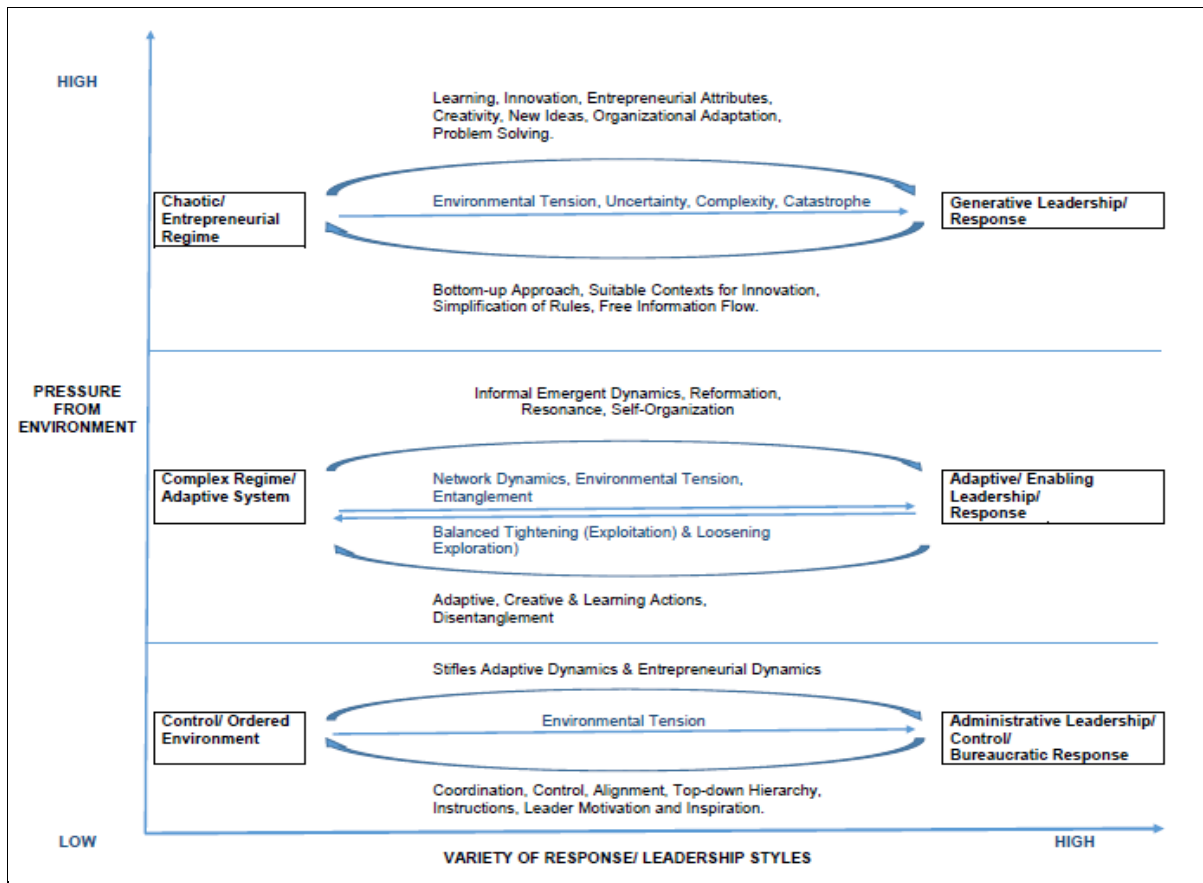 HIGH
Learning, Innovation, Entrepreneurial Attributes,
Creativity, New Ideas, Organizational Adaptation,
Problem Solving.
Chaotic/
Entrepreneurial
Regime
Environmental Tension, Uncertainty, Complexity, Catastrophe
Generative Leadership/
Response
Bottom-up Approach, Suitable Contexts for Innovation,
Simplification of Rules, Free Information Flow.
PRESSURE
FROM
ENVIRONMENT
Informal Emergent Dynamics, Reformation,
Resonance, Self-Organization
Complex Regime/
Adaptive System
Network Dynamics, Environmental Tension,
Entanglement
Balanced Tightening (Exploitation) & Loosening
Exploration)
Adaptive/ Enabling
Leadership/
Response
Adaptive, Creative & Learning Actions,
Disentanglement
Stifles Adaptive Dynamics & Entrepreneurial Dynamics
Control/ Ordered
Environment
Environmental Tension
Administrative Leadership/
Control/
Bureaucratic Response
Coordination, Control, Alignment, Top-down Hierarchy,
Instructions, Leader Motivation and Inspiration.
LOW
HIGH
VARIETY OF RESPONSE/ LEADERSHIP STYLES